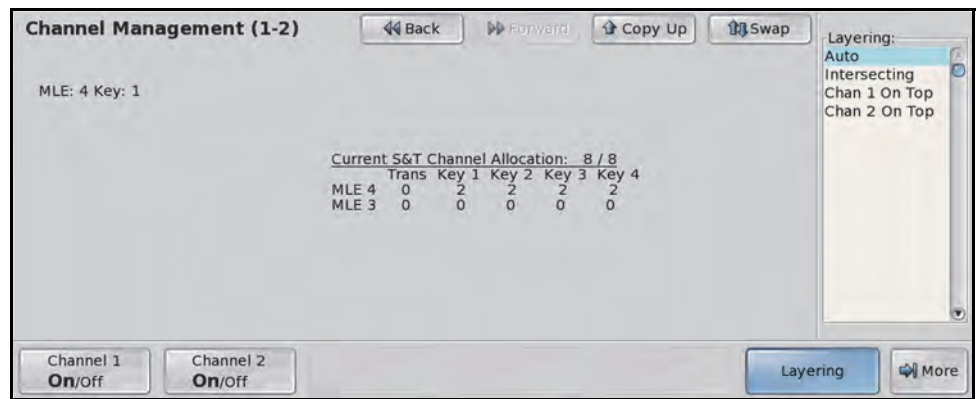 Channel Management (1-2)
Back
Forward
Copy Up
Swap
Layering:
Auto
Intersecting
Chan 1 On Top
Chan 2 On Top
MLE: 4 Key: 1
Current S&T Channel Allocation: 8 / 8
Trans Key 1 Key 2 Key 3 Key 4
MLE 4 0 2 2 2 2
MLE 3 0 0 0 0 0
Channel 1
On/Off
Channel 2
On/Off
Layering
More